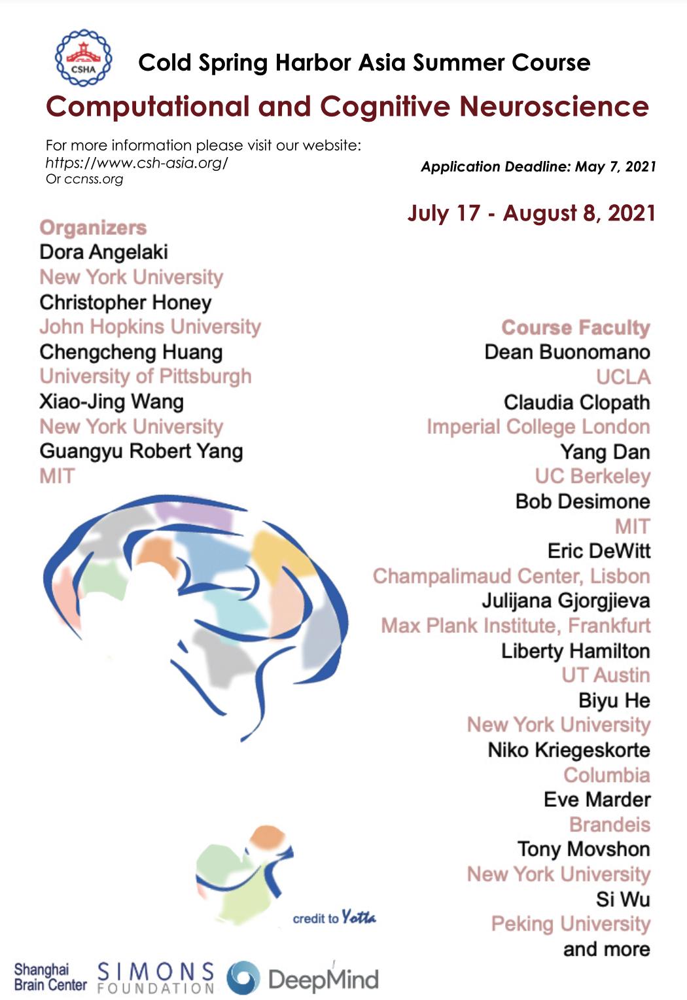 CSHA
Cold Spring Harbor Asia Summer Course
Computational and Cognitive Neuroscience
For more information please visit our website:
https://www.csh-asia.org/
Or ccnss.org
Application Deadline: May 7, 2021
July 17 - August 8, 2021
Organizers
Dora Angelaki
New York University
Christopher Honey
John Hopkins University
Chengcheng Huang
University of Pittsburgh
Xiao-Jing Wang
New York University
Guangyu Robert Yang
MIT
Course Faculty
Dean Buonomano
UCLA
Claudia Clopath
Imperial College London
Yang Dan
UC Berkeley
Bob Desimone
MIT
Eric DeWitt
Champalimaud Center, Lisbon
Julijana Gjorgjieva
Max Plank Institute, Frankfurt
Liberty Hamilton
UT Austin
Biyu He
New York University
Niko Kriegeskorte
Columbia
Eve Marder
Brandeis
Tony Movshon
New York University
Si Wu
Peking University
and more
credit to Yotta
Shanghai
Brain Center
SIMONS
FOUNDATION
DeepMind